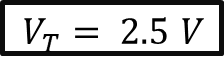 V_T = 2.5 V